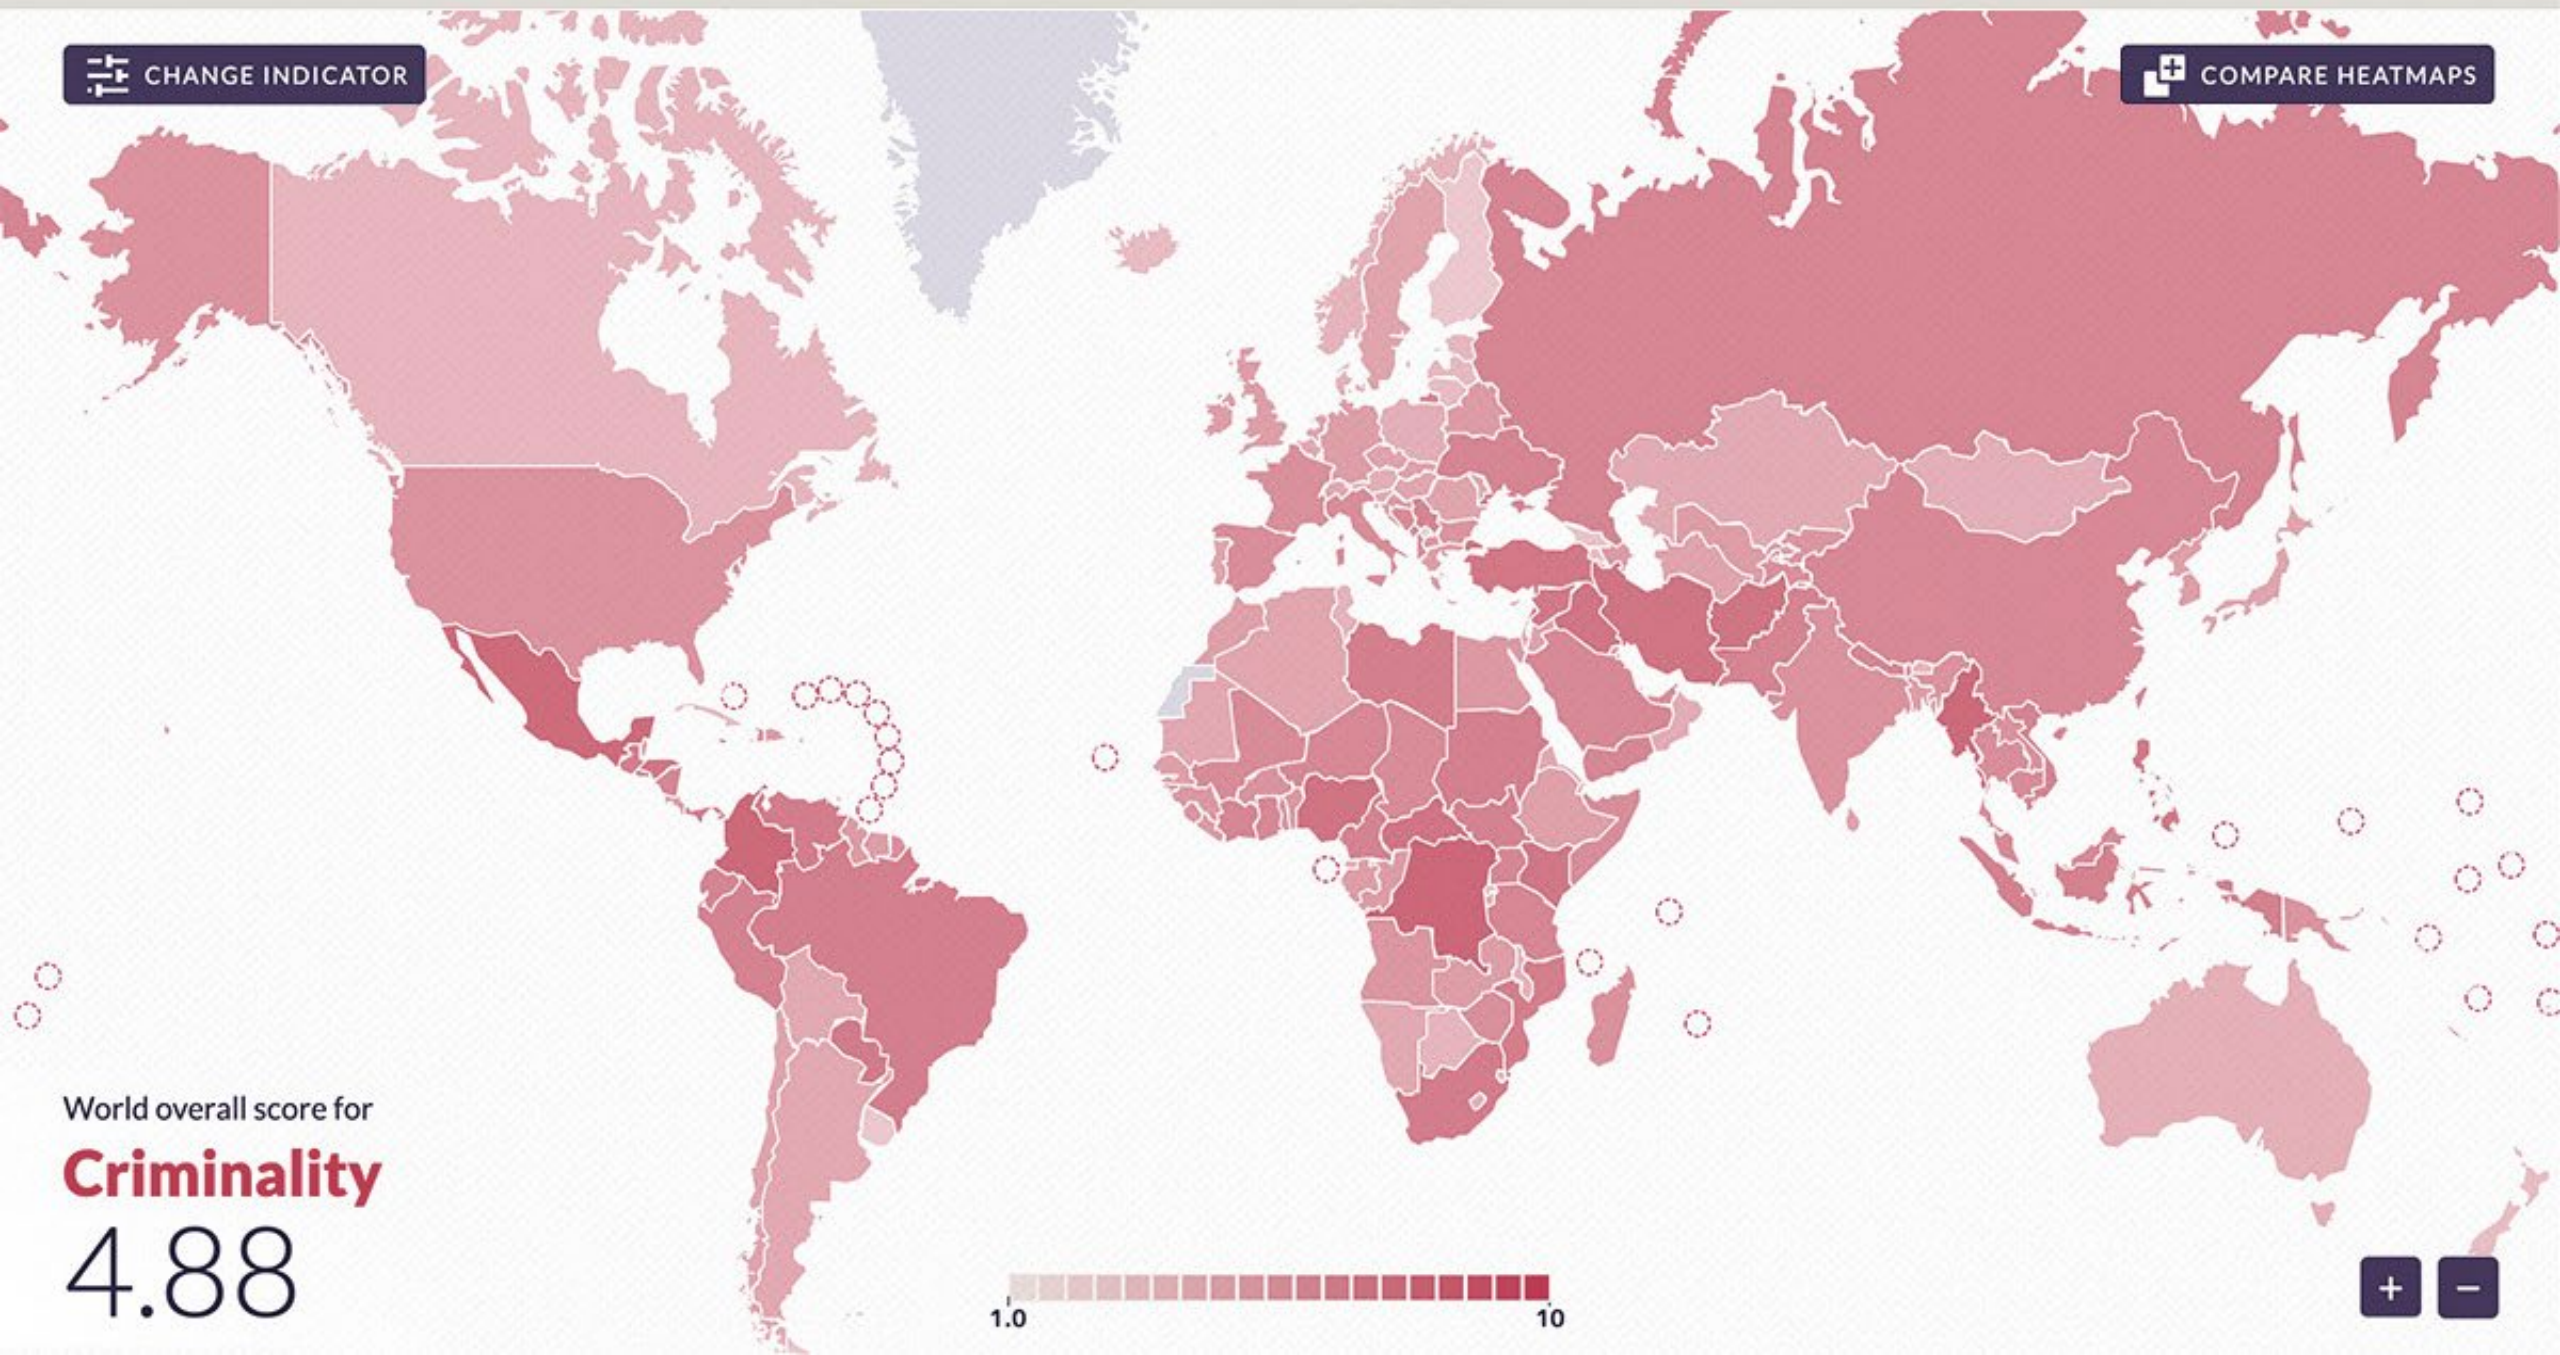 CHANGE INDICATOR
COMPARE HEATMAPS
World overall score for
Criminality
4.88
1.0
10
+
−